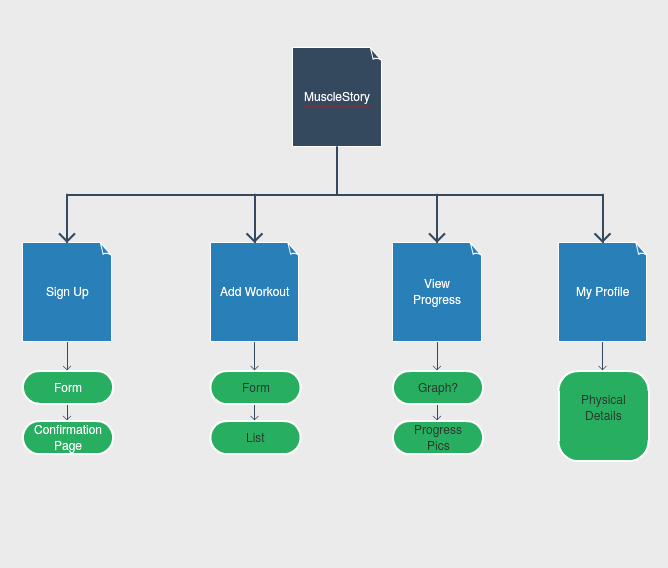 MuscleStory
Sign Up
Add Workout
View
Progress
My Profile
Form
Form
Graph?
Physical
Details
Confirmation
Page
List
Progress
Pics